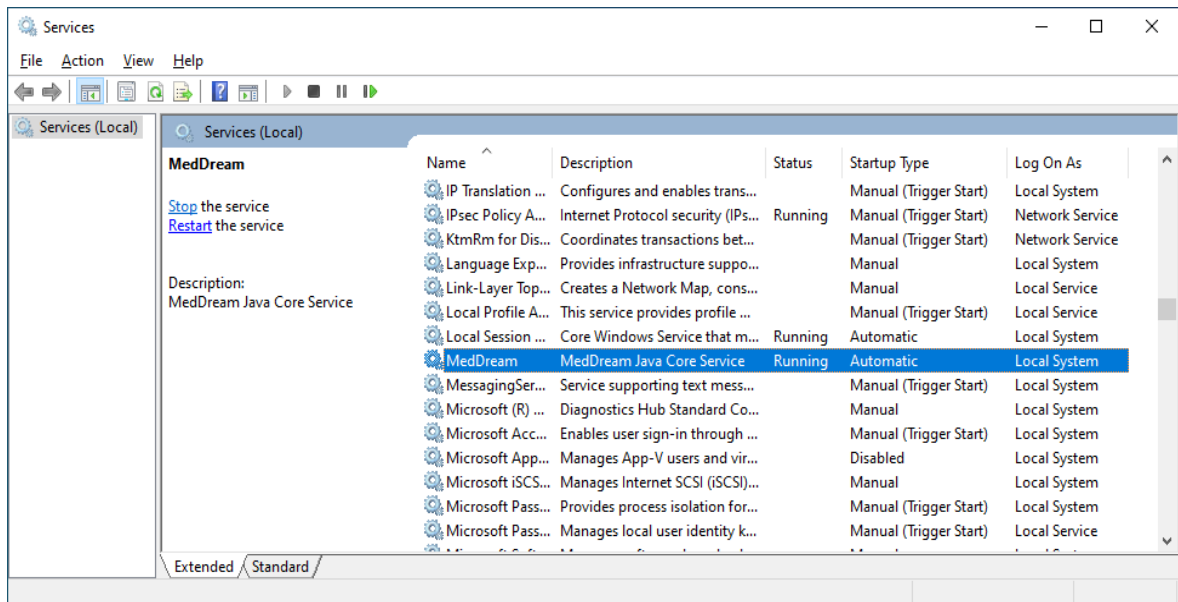 Services
File Action View Help
Services (Local)
Services (Local)
MedDream
Stop the service
Restart the service
Description:
MedDream Java Core Service
Name Description Status Startup Type Log On As
IP Translation ... Configures and enables trans... Manual (Trigger Start) Local System
IPsec Policy A... Internet Protocol security (IPs... Running Manual (Trigger Start) Network Service
KtmRm for Dis... Coordinates transactions bet... Manual (Trigger Start) Network Service
Language Exp... Provides infrastructure suppo... Manual Local System
Link-Layer Top... Creates a Network Map, cons... Manual Local Service
Local Profile A... This service provides profile ... Manual (Trigger Start) Local Service
Local Session ... Core Windows Service that m... Running Automatic Local System
MedDream MedDream Java Core Service Running Automatic Local System
MessagingSer... Service supporting text mess... Manual (Trigger Start) Local System
Microsoft (R) ... Diagnostics Hub Standard Co... Manual Local System
Microsoft Acc... Enables user sign-in through ... Manual (Trigger Start) Local System
Microsoft App... Manages App-V users and vir... Disabled Local System
Microsoft iSCS... Manages Internet SCSI (iSCSI)... Manual Local System
Microsoft Pass... Provides process isolation for... Manual (Trigger Start) Local System
Microsoft Pass... Manages local user identity k... Manual (Trigger Start) Local Service
Extended Standard